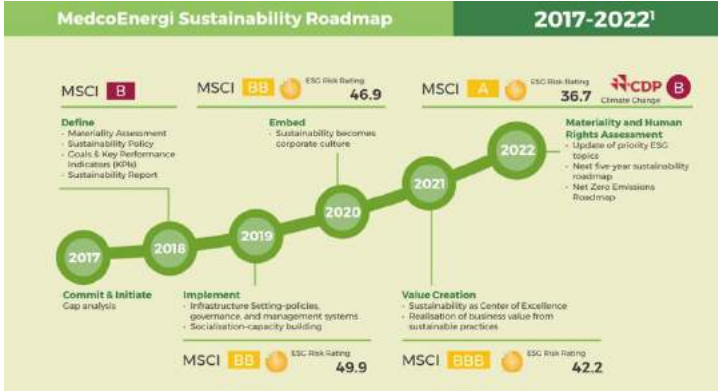 MedcoEnergi Sustainability Roadmap
2017-2022¹
MSCI B
MSCI BB
ESG Risk Rating
46.9
MSCI A
ESG Risk Rating
36.7
CDP B
Climate Change
Define
- Materiality Assessment
- Sustainability Policy
- Goals & Key Performance
Indicators (KPIs)
- Sustainability Report
Embed
- Sustainability becomes
corporate culture
Materiality and Human
Rights Assessment
- Update of priority ESG
topics
- Next five-year sustainability
roadmap
- Net Zero Emissions
Roadmap
2017
2018
2019
2020
2021
2022
Commit & Initiate
Gap analysis
Implement
- Infrastructure Setting-policies,
governance, and management systems
- Socialisation-capacity building
MSCI BB
ESG Risk Rating
49.9
Value Creation
- Sustainability as Center of Excellence
- Realisation of business value from
sustainable practices
MSCI BBB
ESG Risk Rating
42.2